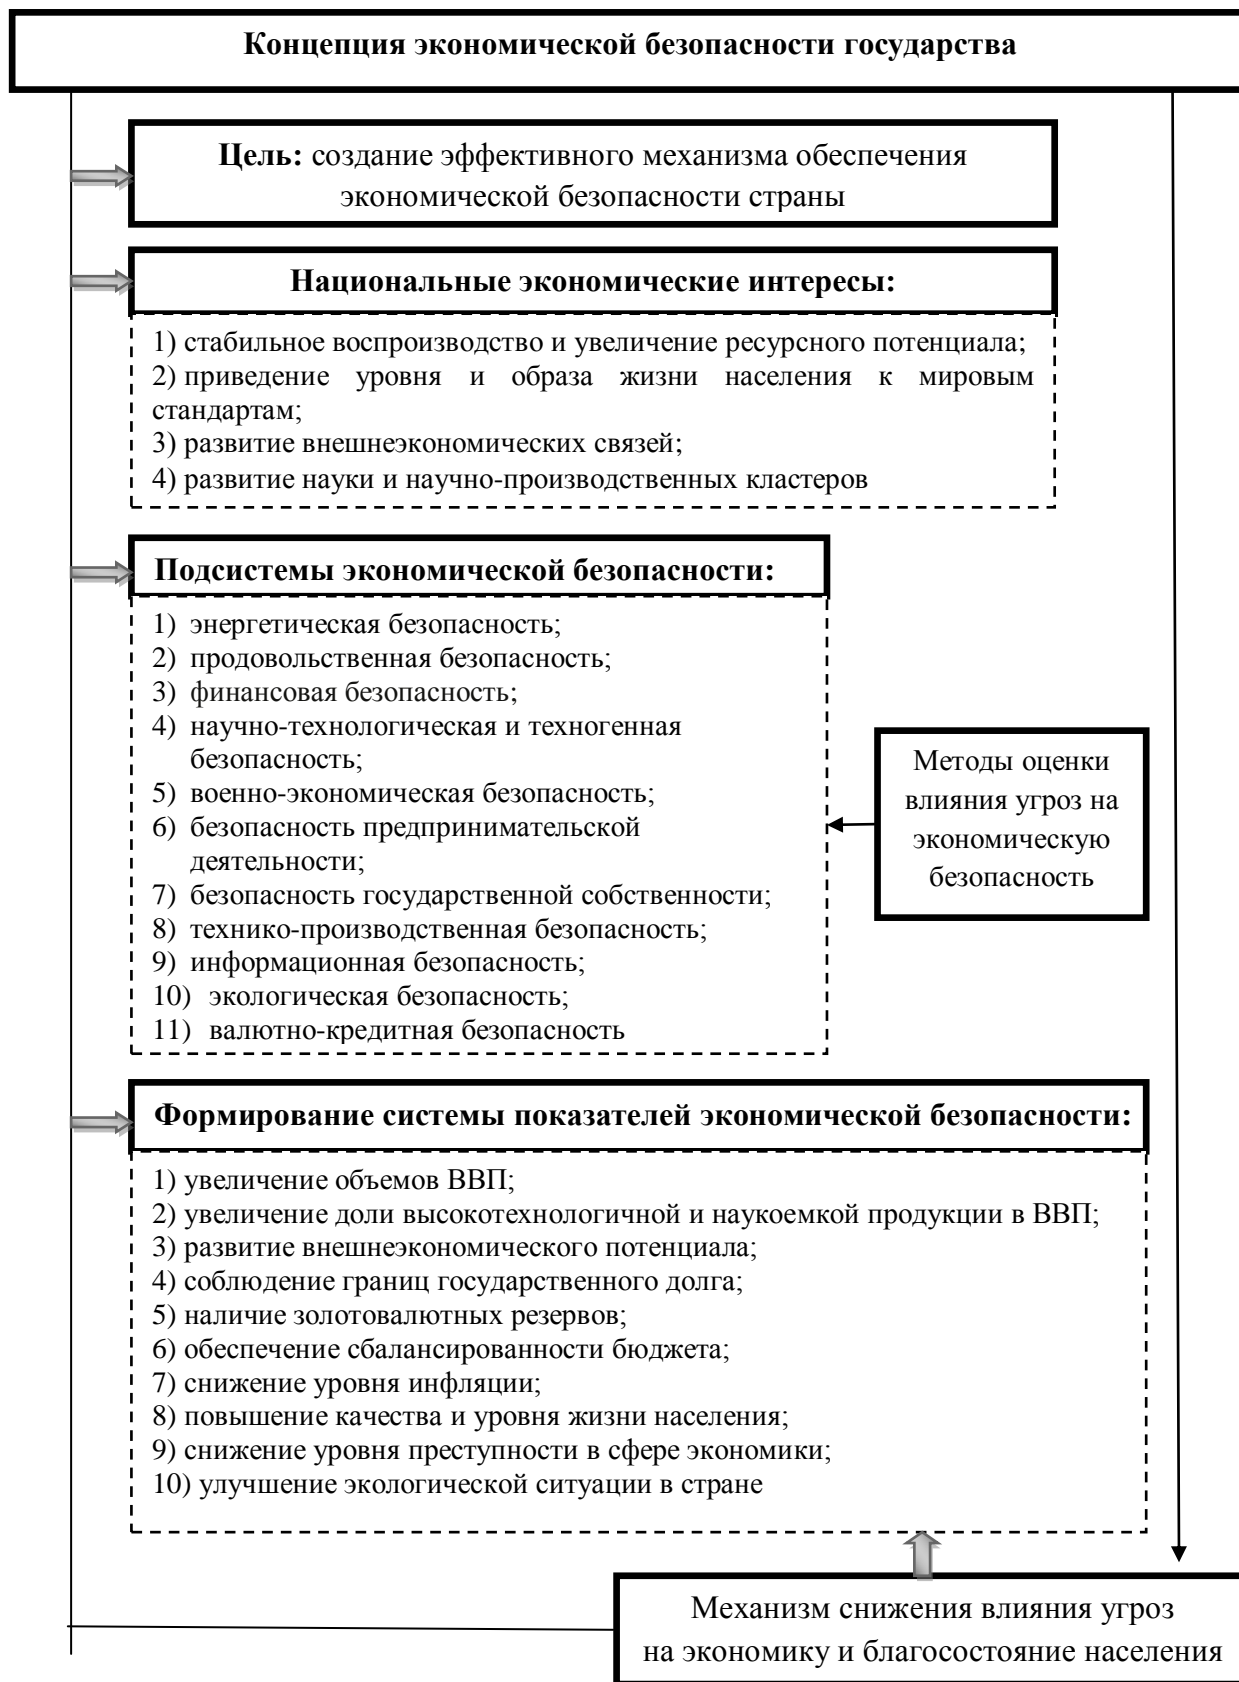 Концепция экономической безопасности государства
Цель: создание эффективного механизма обеспечения
экономической безопасности страны
Национальные экономические интересы:
1) стабильное воспроизводство и увеличение ресурсного потенциала;
2) приведение уровня и образа жизни населения к мировым
стандартам;
3) развитие внешнеэкономических связей;
4) развитие науки и научно-производственных кластеров
Подсистемы экономической безопасности:
1) энергетическая безопасность;
2) продовольственная безопасность;
3) финансовая безопасность;
4) научно-технологическая и техногенная
безопасность;
5) военно-экономическая безопасность;
6) безопасность предпринимательской
деятельности;
7) безопасность государственной собственности;
8) технико-производственная безопасность;
9) информационная безопасность;
10) экологическая безопасность;
11) валютно-кредитная безопасность
Методы оценки
влияния угроз на
экономическую
безопасность
Формирование системы показателей экономической безопасности:
1) увеличение объемов ВВП;
2) увеличение доли высокотехнологичной и наукоемкой продукции в ВВП;
3) развитие внешнеэкономического потенциала;
4) соблюдение границ государственного долга;
5) наличие золотовалютных резервов;
6) обеспечение сбалансированности бюджета;
7) снижение уровня инфляции;
8) повышение качества и уровня жизни населения;
9) снижение уровня преступности в сфере экономики;
10) улучшение экологической ситуации в стране
Механизм снижения влияния угроз
на экономику и благосостояние населения